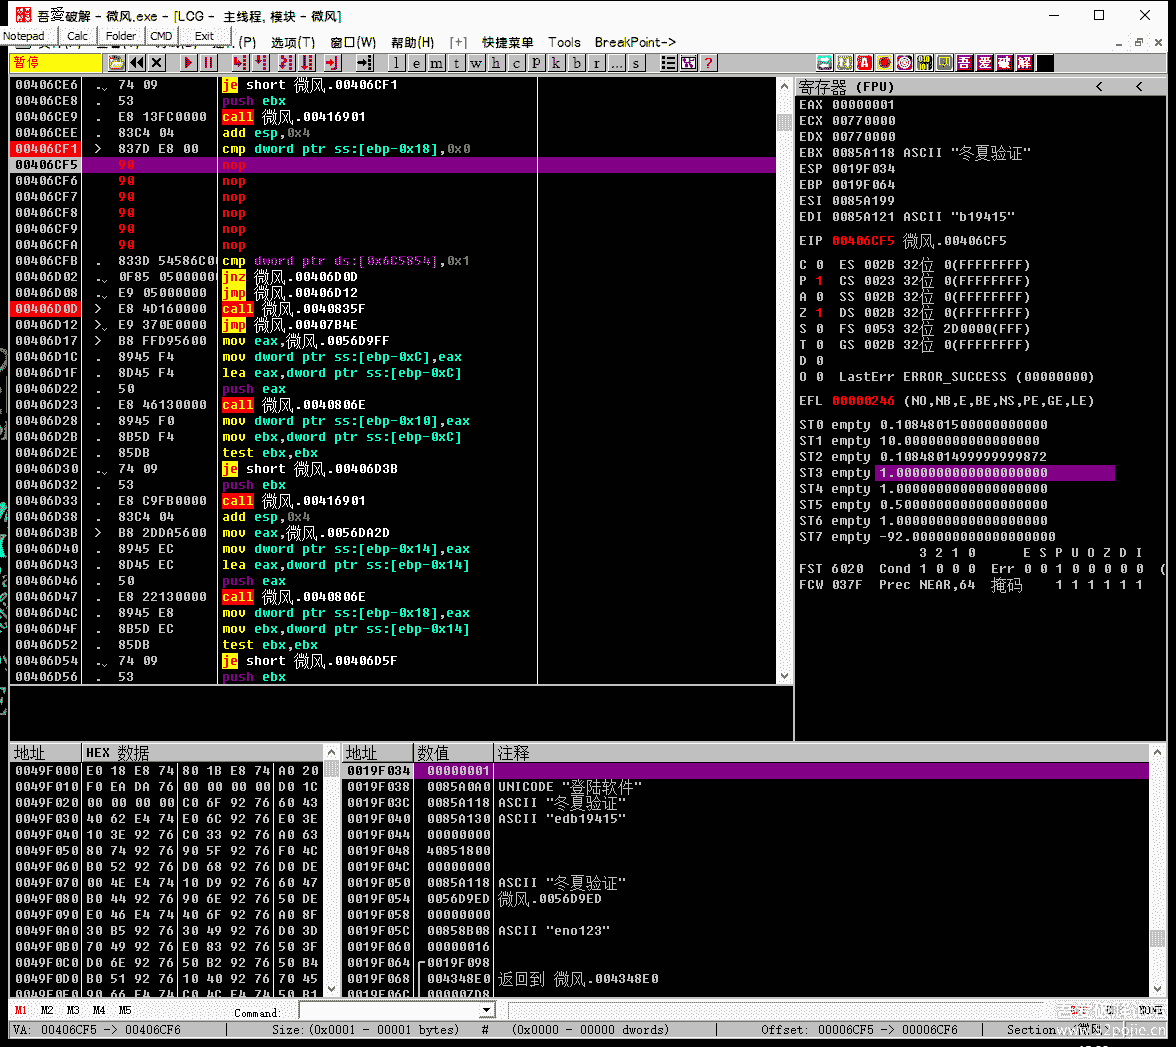 吾愛破解 - 微风.exe - [LCG - 主线程, 模块 - 微风]
Notepad Calc Folder CMD Exit
选项(T) 窗口(W) 帮助(H) [+] 快捷菜单 Tools BreakPoint->
暂停
l e m t w h c P k b r ... s ?
吾 爱 破 解
00406CE6 . 74 09 je short 微风.00406CF1
00406CE8 . 53 push ebx
00406CE9 . E8 13FC0000 call 微风.00416901
00406CEE . 83C4 04 add esp,0x4
00406CF1 > 837D E8 00 cmp dword ptr ss:[ebp-0x18],0x0
00406CF5 90 nop
00406CF6 90 nop
00406CF7 90 nop
00406CF8 90 nop
00406CF9 90 nop
00406CFA 90 nop
00406CFB . 833D 54586C0 cmp dword ptr ds:[0x6C5854],0x1
00406D02 . 0F85 0500000 jnz 微风.00406D0D
00406D08 . E9 05000000 jmp 微风.00406D12
00406D0D > E8 4D160000 call 微风.0040835F
00406D12 > E9 370E0000 jmp 微风.00407B4E
00406D17 > B8 FFD95600 mov eax,微风.0056D9FF
00406D1C . 8945 F4 mov dword ptr ss:[ebp-0xC],eax
00406D1F . 8D45 F4 lea eax,dword ptr ss:[ebp-0xC]
00406D22 . 50 push eax
00406D23 . E8 46130000 call 微风.0040806E
00406D28 . 8945 F0 mov dword ptr ss:[ebp-0x10],eax
00406D2B . 8B5D F4 mov ebx,dword ptr ss:[ebp-0xC]
00406D2E . 85DB test ebx,ebx
00406D30 . 74 09 je short 微风.00406D3B
00406D32 . 53 push ebx
00406D33 . E8 C9FB0000 call 微风.00416901
00406D38 . 83C4 04 add esp,0x4
00406D3B > B8 2DDA5600 mov eax,微风.0056DA2D
00406D40 . 8945 EC mov dword ptr ss:[ebp-0x14],eax
00406D43 . 8D45 EC lea eax,dword ptr ss:[ebp-0x14]
00406D46 . 50 push eax
00406D47 . E8 22130000 call 微风.0040806E
00406D4C . 8945 E8 mov dword ptr ss:[ebp-0x18],eax
00406D4F . 8B5D EC mov ebx,dword ptr ss:[ebp-0x14]
00406D52 . 85DB test ebx,ebx
00406D54 . 74 09 je short 微风.00406D5F
00406D56 . 53 push ebx
寄存器 (FPU) < <
EAX 00000001
ECX 00770000
EDX 00770000
EBX 0085A118 ASCII "冬夏验证"
ESP 0019F034
EBP 0019F064
ESI 0085A199
EDI 0085A121 ASCII "b19415"
EIP 00406CF5 微风.00406CF5
C 0 ES 002B 32位 0(FFFFFFFF)
P 1 CS 0023 32位 0(FFFFFFFF)
A 0 SS 002B 32位 0(FFFFFFFF)
Z 1 DS 002B 32位 0(FFFFFFFF)
S 0 FS 0053 32位 2D0000(FFF)
T 0 GS 002B 32位 0(FFFFFFFF)
D 0
O 0 LastErr ERROR_SUCCESS (00000000)
EFL 00000246 (NO,NB,E,BE,NS,PE,GE,LE)
ST0 empty 0.1084801500000000000
ST1 empty 10.000000000000000000
ST2 empty 0.1084801499999999872
ST3 empty 1.0000000000000000000
ST4 empty 1.0000000000000000000
ST5 empty 0.5000000000000000000
ST6 empty 1.0000000000000000000
ST7 empty -92.000000000000000000
3 2 1 0 E S P U O Z D I
FST 6020 Cond 1 0 0 0 Err 0 0 1 0 0 0 0 0 (
FCW 037F Prec NEAR,64 掩码 1 1 1 1 1 1
地址 HEX 数据
0049F000 E0 18 E8 74 80 1B E8 74 A0 20
0049F010 F0 EA DA 76 00 00 00 00 D0 1C
0049F020 00 00 00 00 C0 6F 92 76 60 43
0049F030 40 62 E4 74 E0 6C 92 76 E0 3E
0049F040 10 3E 92 76 C0 33 92 76 A0 63
0049F050 80 74 92 76 90 5F 92 76 F0 4C
0049F060 B0 52 92 76 D0 68 92 76 D0 DE
0049F070 00 4E E4 74 10 D9 92 76 60 47
0049F080 B0 44 92 76 90 6E 92 76 50 DE
0049F090 E0 46 E4 74 40 6F 92 76 A0 8F
0049F0A0 30 B5 92 76 30 49 92 76 D0 3D
0049F0B0 70 49 92 76 E0 83 92 76 50 3F
0049F0C0 D0 6E 92 76 50 B2 92 76 50 B4
0049F0D0 B0 51 92 76 10 40 92 76 70 45
地址 数值 注释
0019F034 00000001
0019F038 0085A0A0 UNICODE "登陆软件"
0019F03C 0085A118 ASCII "冬夏验证"
0019F040 0085A130 ASCII "edb19415"
0019F044 00000000
0019F048 40851800
0019F04C 00000000
0019F050 0085A118 ASCII "冬夏验证"
0019F054 0056D9ED 微风.0056D9ED
0019F058 00000000
0019F05C 00858B08 ASCII "eno123"
0019F060 00000016
0019F064 0019F098
0019F068 004348E0 返回到 微风.004348E0
0019F06C 000007D8
M1 M2 M3 M4 M5 Command:
VA: 00406CF5 -> 00406CF6 Size:(0x0001 - 00001 bytes) # (0x0000 - 00000 dwords) Offset: 00006CF5 -> 00006CF6 Section: 微风
www.52pojie.cn